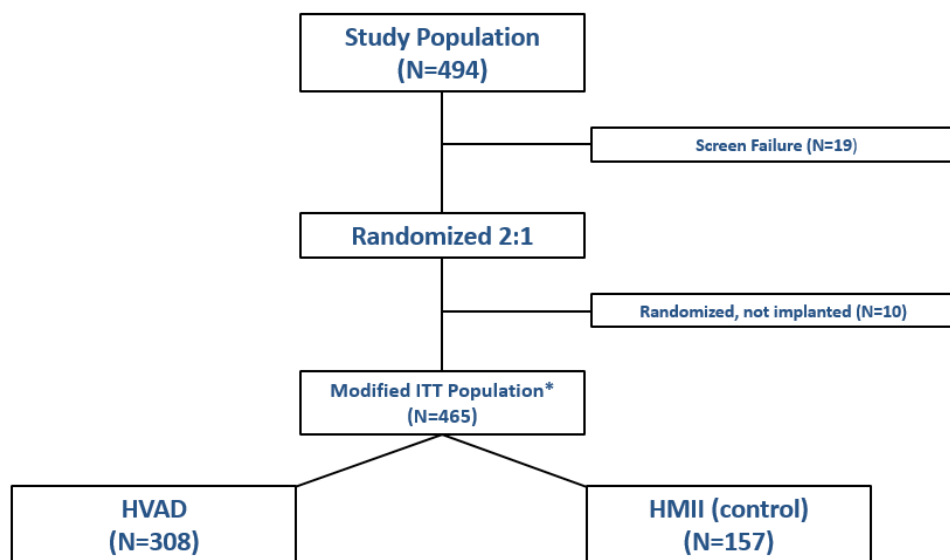 Study Population
(N=494)
Screen Failure (N=19)
Randomized 2:1
Randomized, not implanted (N=10)
Modified ITT Population*
(N=465)
HVAD
(N=308)
HMII (control)
(N=157)